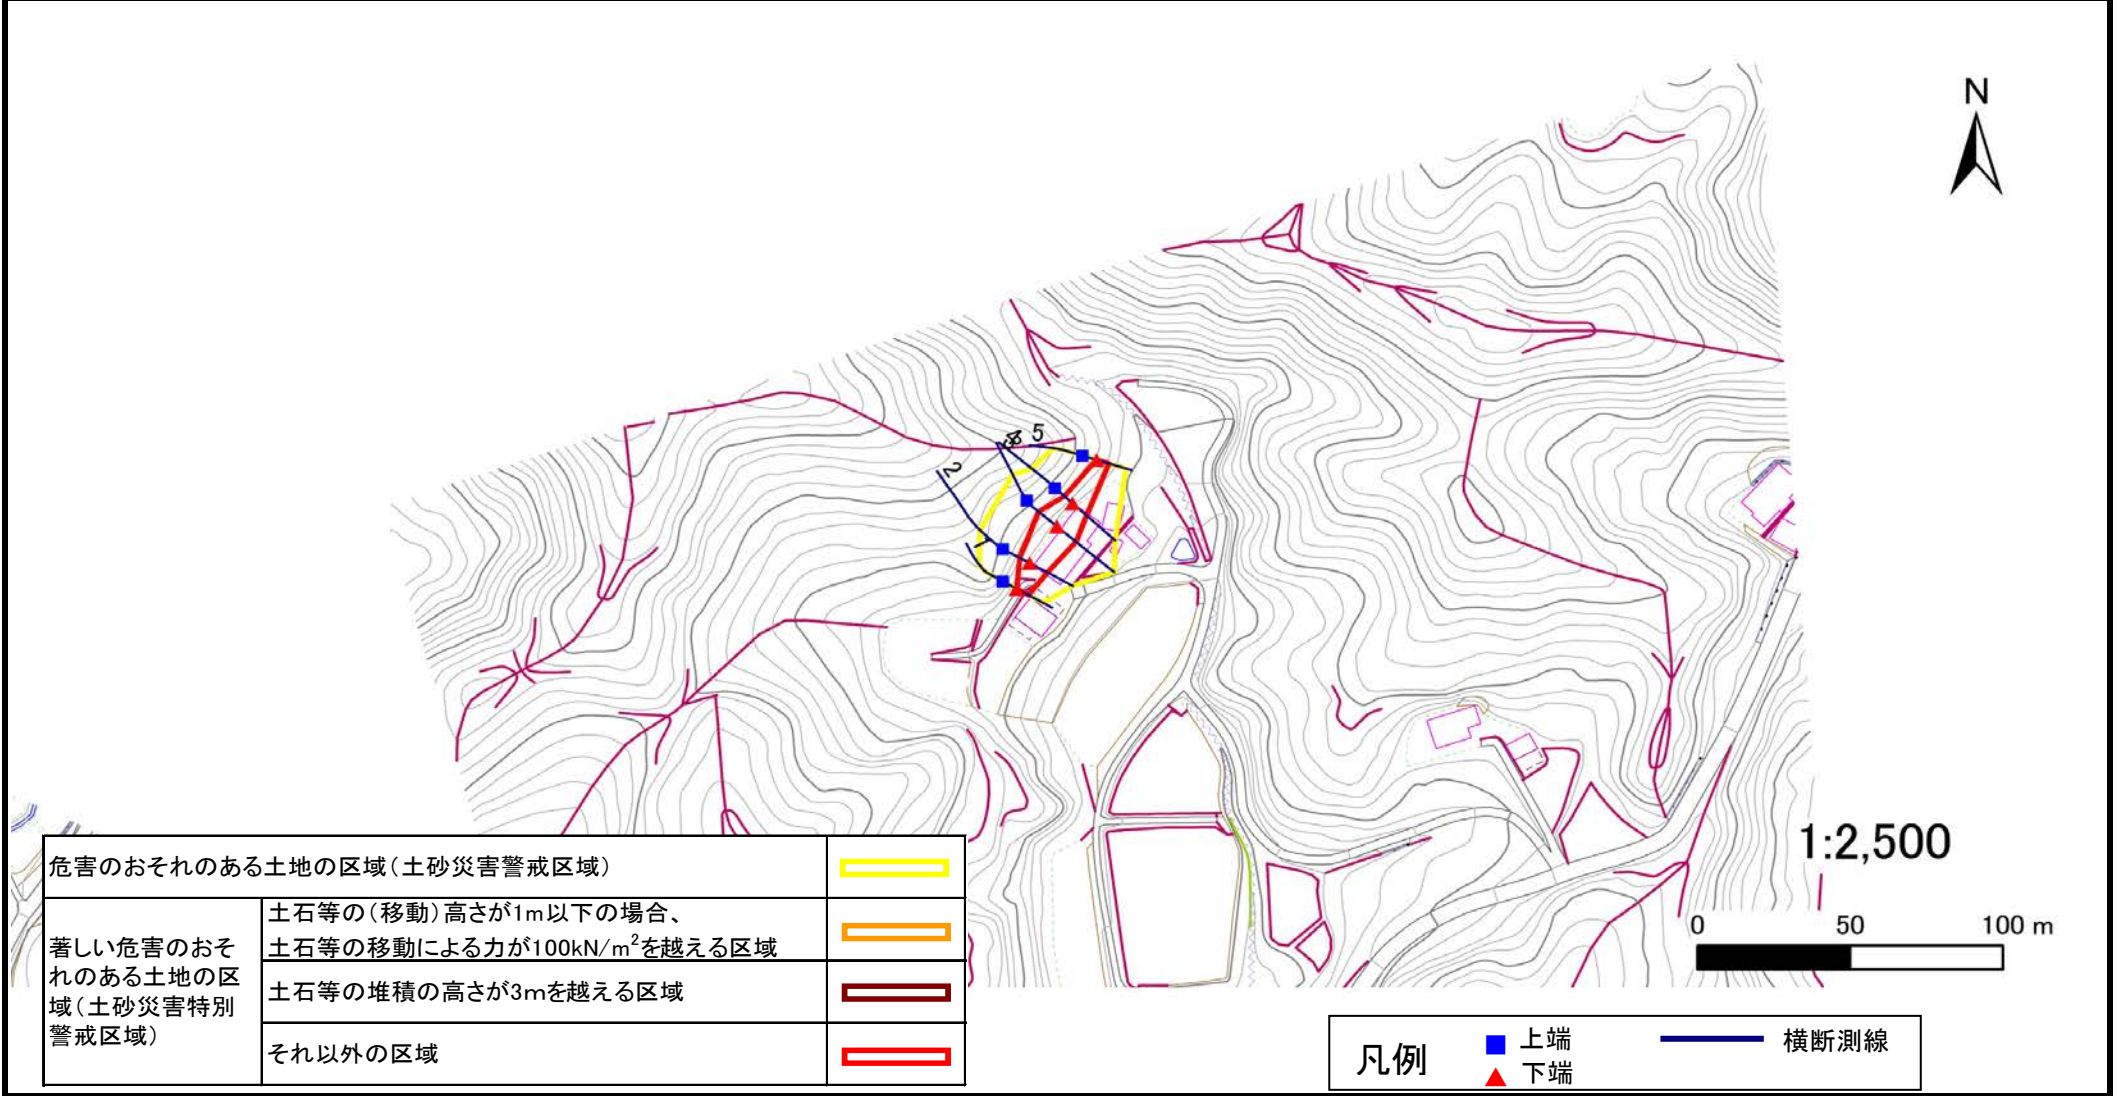 N
5
4
2
1
1:2,500
0 50 100 m
危害のおそれのある土地の区域(土砂災害警戒区域)
著しい危害のおそ
れのある土地の区
域(土砂災害特別
警戒区域)
土石等の(移動)高さが1m以下の場合、
土石等の移動による力が100kN/m²を越える区域
土石等の堆積の高さが3mを越える区域
それ以外の区域
凡例
上端
下端
横断測線